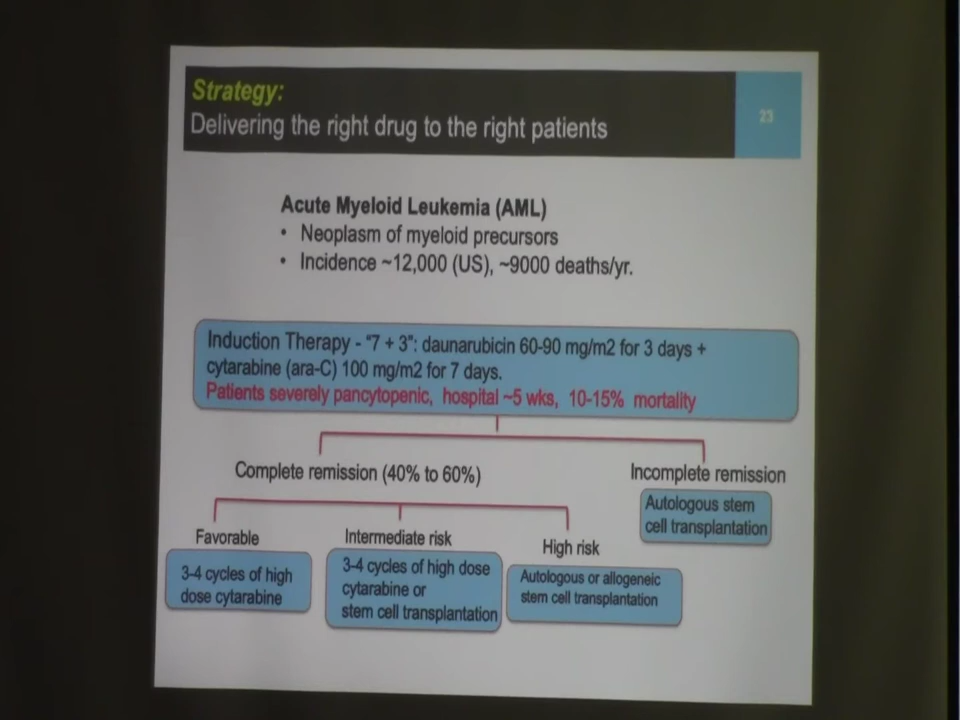 Strategy:
Delivering the right drug to the right patients
23
Acute Myeloid Leukemia (AML)
• Neoplasm of myeloid precursors
• Incidence ~12,000 (US), ~9000 deaths/yr.
Induction Therapy - "7 + 3": daunarubicin 60-90 mg/m2 for 3 days +
cytarabine (ara-C) 100 mg/m2 for 7 days.
Patients severely pancytopenic, hospital ~5 wks, 10-15% mortality
Complete remission (40% to 60%)
Incomplete remission
Autologous stem
cell transplantation
Favorable
3-4 cycles of high
dose cytarabine
Intermediate risk
3-4 cycles of high dose
cytarabine or
stem cell transplantation
High risk
Autologous or allogeneic
stem cell transplantation